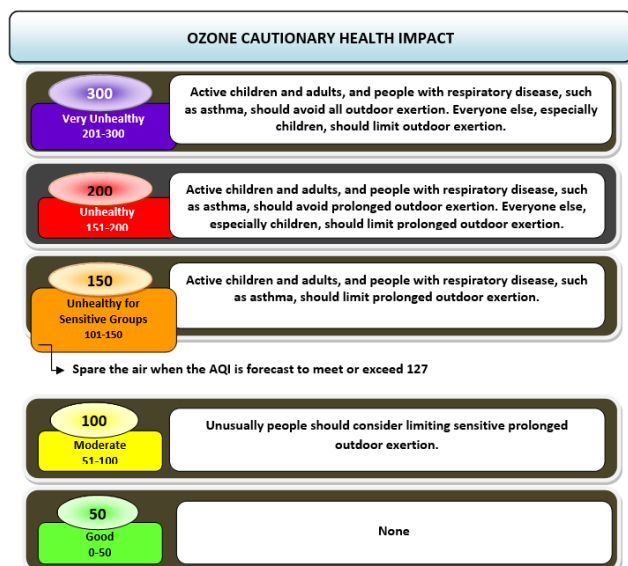 OZONE CAUTIONARY HEALTH IMPACT
300
Very Unhealthy
201-300
Active children and adults, and people with respiratory disease, such
as asthma, should avoid all outdoor exertion. Everyone else, especially
children, should limit outdoor exertion.
200
Unhealthy
151-200
Active children and adults, and people with respiratory disease, such
as asthma, should avoid prolonged outdoor exertion. Everyone else,
especially children, should limit prolonged outdoor exertion.
150
Unhealthy for
Sensitive Groups
101-150
Active children and adults, and people with respiratory disease, such
as asthma, should limit prolonged outdoor exertion.
Spare the air when the AQI is forecast to meet or exceed 127
100
Moderate
51-100
Unusually people should consider limiting sensitive prolonged
outdoor exertion.
50
Good
0-50
None